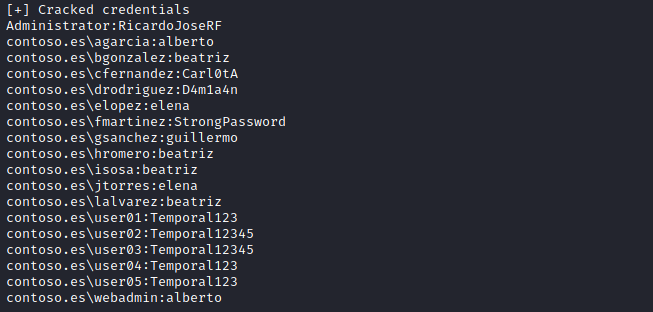 [+] Cracked credentials
Administrator:RicardoJoseRF
contoso.es\agarcia:alberto
contoso.es\bgonzalez:beatriz
contoso.es\cfernandez:Carl0tA
contoso.es\drodriguez:D4m1a4n
contoso.es\elopez:elena
contoso.es\fmartinez:StrongPassword
contoso.es\gsanchez:guillermo
contoso.es\hromero:beatriz
contoso.es\isosa:beatriz
contoso.es\jtorres:elena
contoso.es\lalvarez:beatriz
contoso.es\user01:Temporal123
contoso.es\user02:Temporal12345
contoso.es\user03:Temporal12345
contoso.es\user04:Temporal123
contoso.es\user05:Temporal123
contoso.es\webadmin:alberto